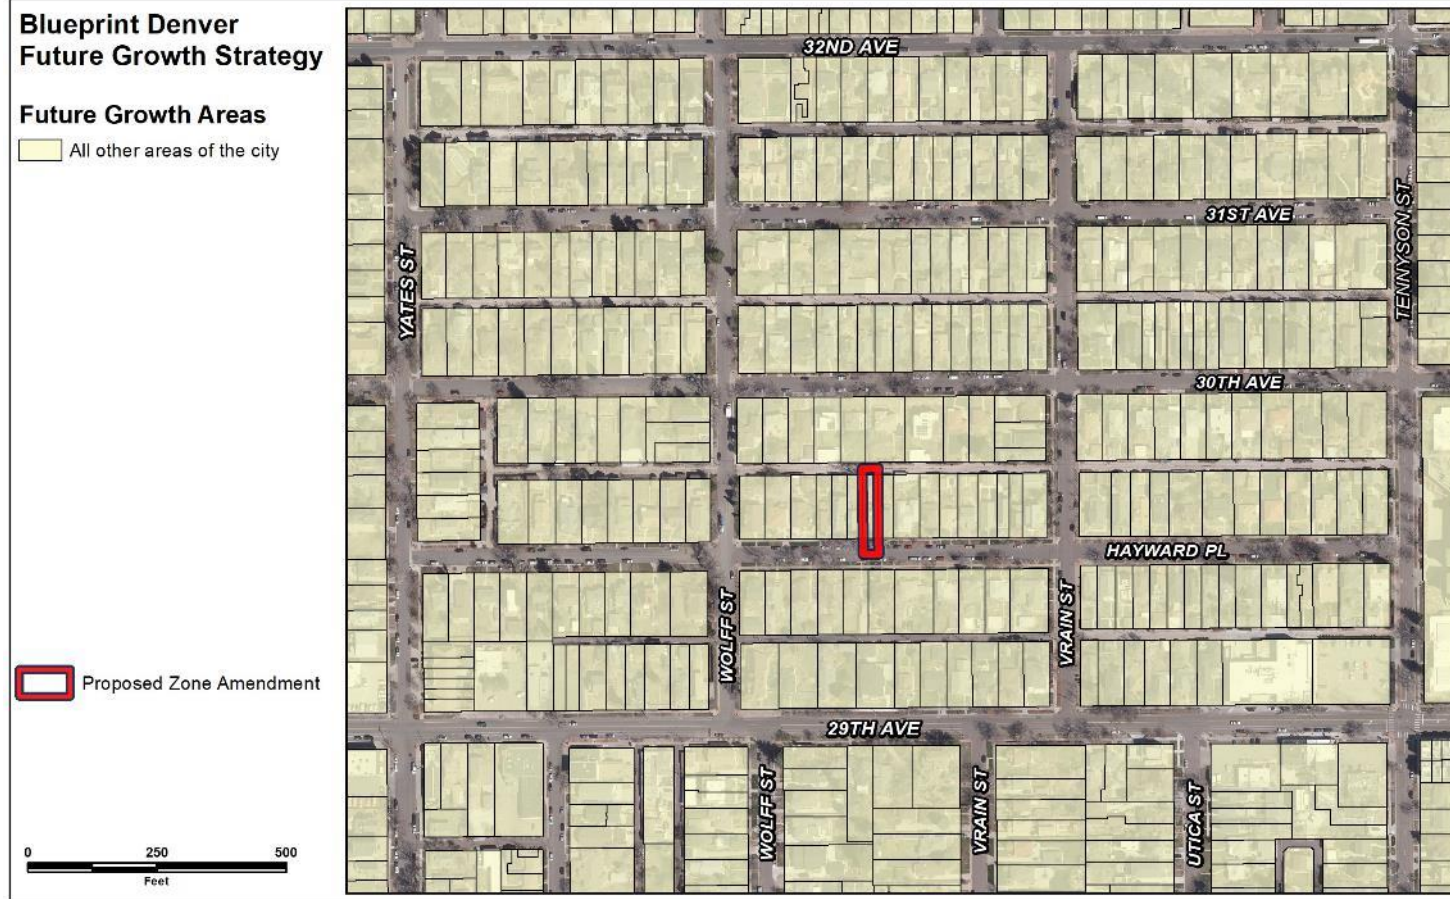 Blueprint Denver
Future Growth Strategy
Future Growth Areas
All other areas of the city
Proposed Zone Amendment
0 250 500
Feet
32ND AVE
31ST AVE
YATES ST
TENNYSON ST
30TH AVE
HAYWARD PL
WOLFF ST
VRAIN ST
29TH AVE
WOLFF ST
VRAIN ST
UTICA ST